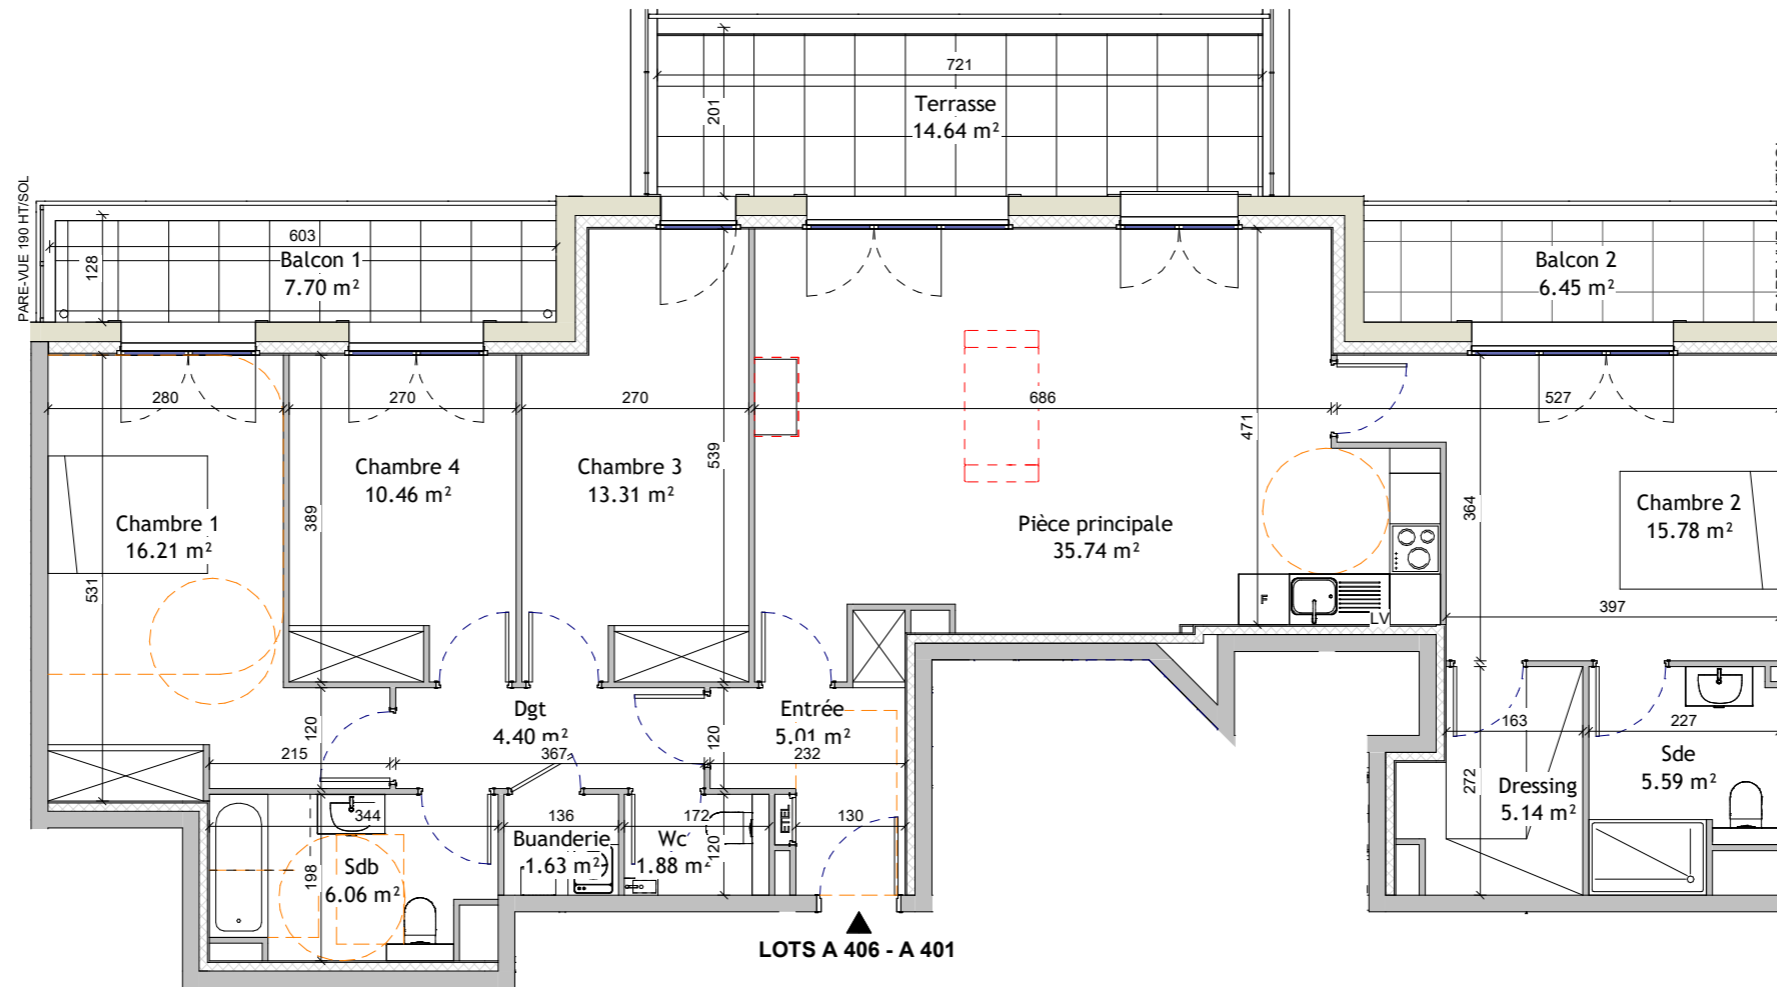 721
Terrasse
14.64 m²
201
PARE-VUE 190 HT/SOL
603
Balcon 1
7.70 m²
128
Balcon 2
6.45 m²
280
270
270
686
527
471
539
Chambre 4
10.46 m²
Chambre 3
13.31 m²
Chambre 1
16.21 m²
389
531
Pièce principale
35.74 m²
364
Chambre 2
15.78 m²
F
LV
397
120
Dgt
4.40 m²
Entrée
5.01 m²
120
215
367
232
163
227
Sde
5.59 m²
272
Dressing
5.14 m²
344
136
172
ETEL
130
Buanderie
1.63 m²
Wc
1.88 m²
120
Sdb
6.06 m²
198
LOTS A 406 - A 401